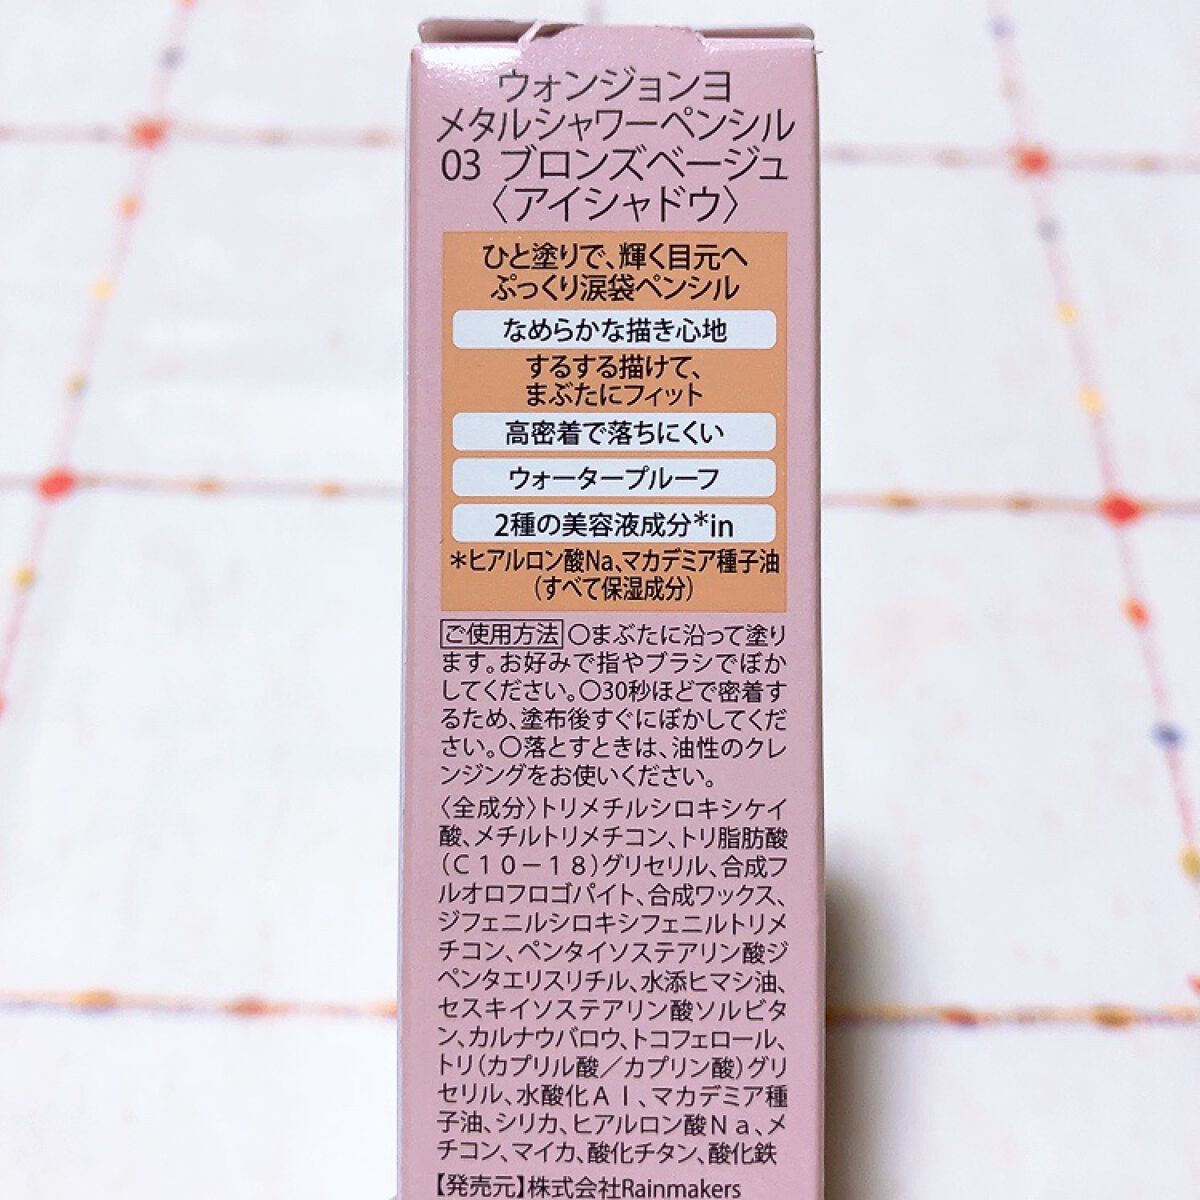 ウォンジョンヨ
メタルシャワーペンシル
03 ブロンズベージュ
〈アイシャドウ〉
ひと塗りで、輝く目元へ
ぷっくり涙袋ペンシル
なめらかな描き心地
するする描けて、
まぶたにフィット
高密着で落ちにくい
ウォータープルーフ
2種の美容液成分*in
*ヒアルロン酸Na、マカデミア種子油
(すべて保湿成分)
ご使用方法 〇まぶたに沿って塗り
ます。お好みで指やブラシでぼか
してください。〇30秒ほどで密着す
るため、塗布後すぐにぼかしてくだ
さい。〇落とすときは、油性のクレ
ンジングをお使いください。
〈全成分〉トリメチルシロキシケイ
酸、メチルトリメチコン、トリ脂肪酸
(C10-18)グリセリル、合成フ
ルオロフロゴパイト、合成ワックス、
ジフェニルシロキシフェニルトリメ
チコン、ペンタイソステアリン酸ジ
ペンタエリスリチル、水添ヒマシ油、
セスキイソステアリン酸ソルビタ
ン、カルナウバロウ、トコフェロール、
トリ(カプリル酸/カプリン酸)グリ
セリル、水酸化Al、マカデミア種
子油、シリカ、ヒアルロン酸Na、メ
チコン、マイカ、酸化チタン、酸化鉄
【発売元】株式会社Rainmakers